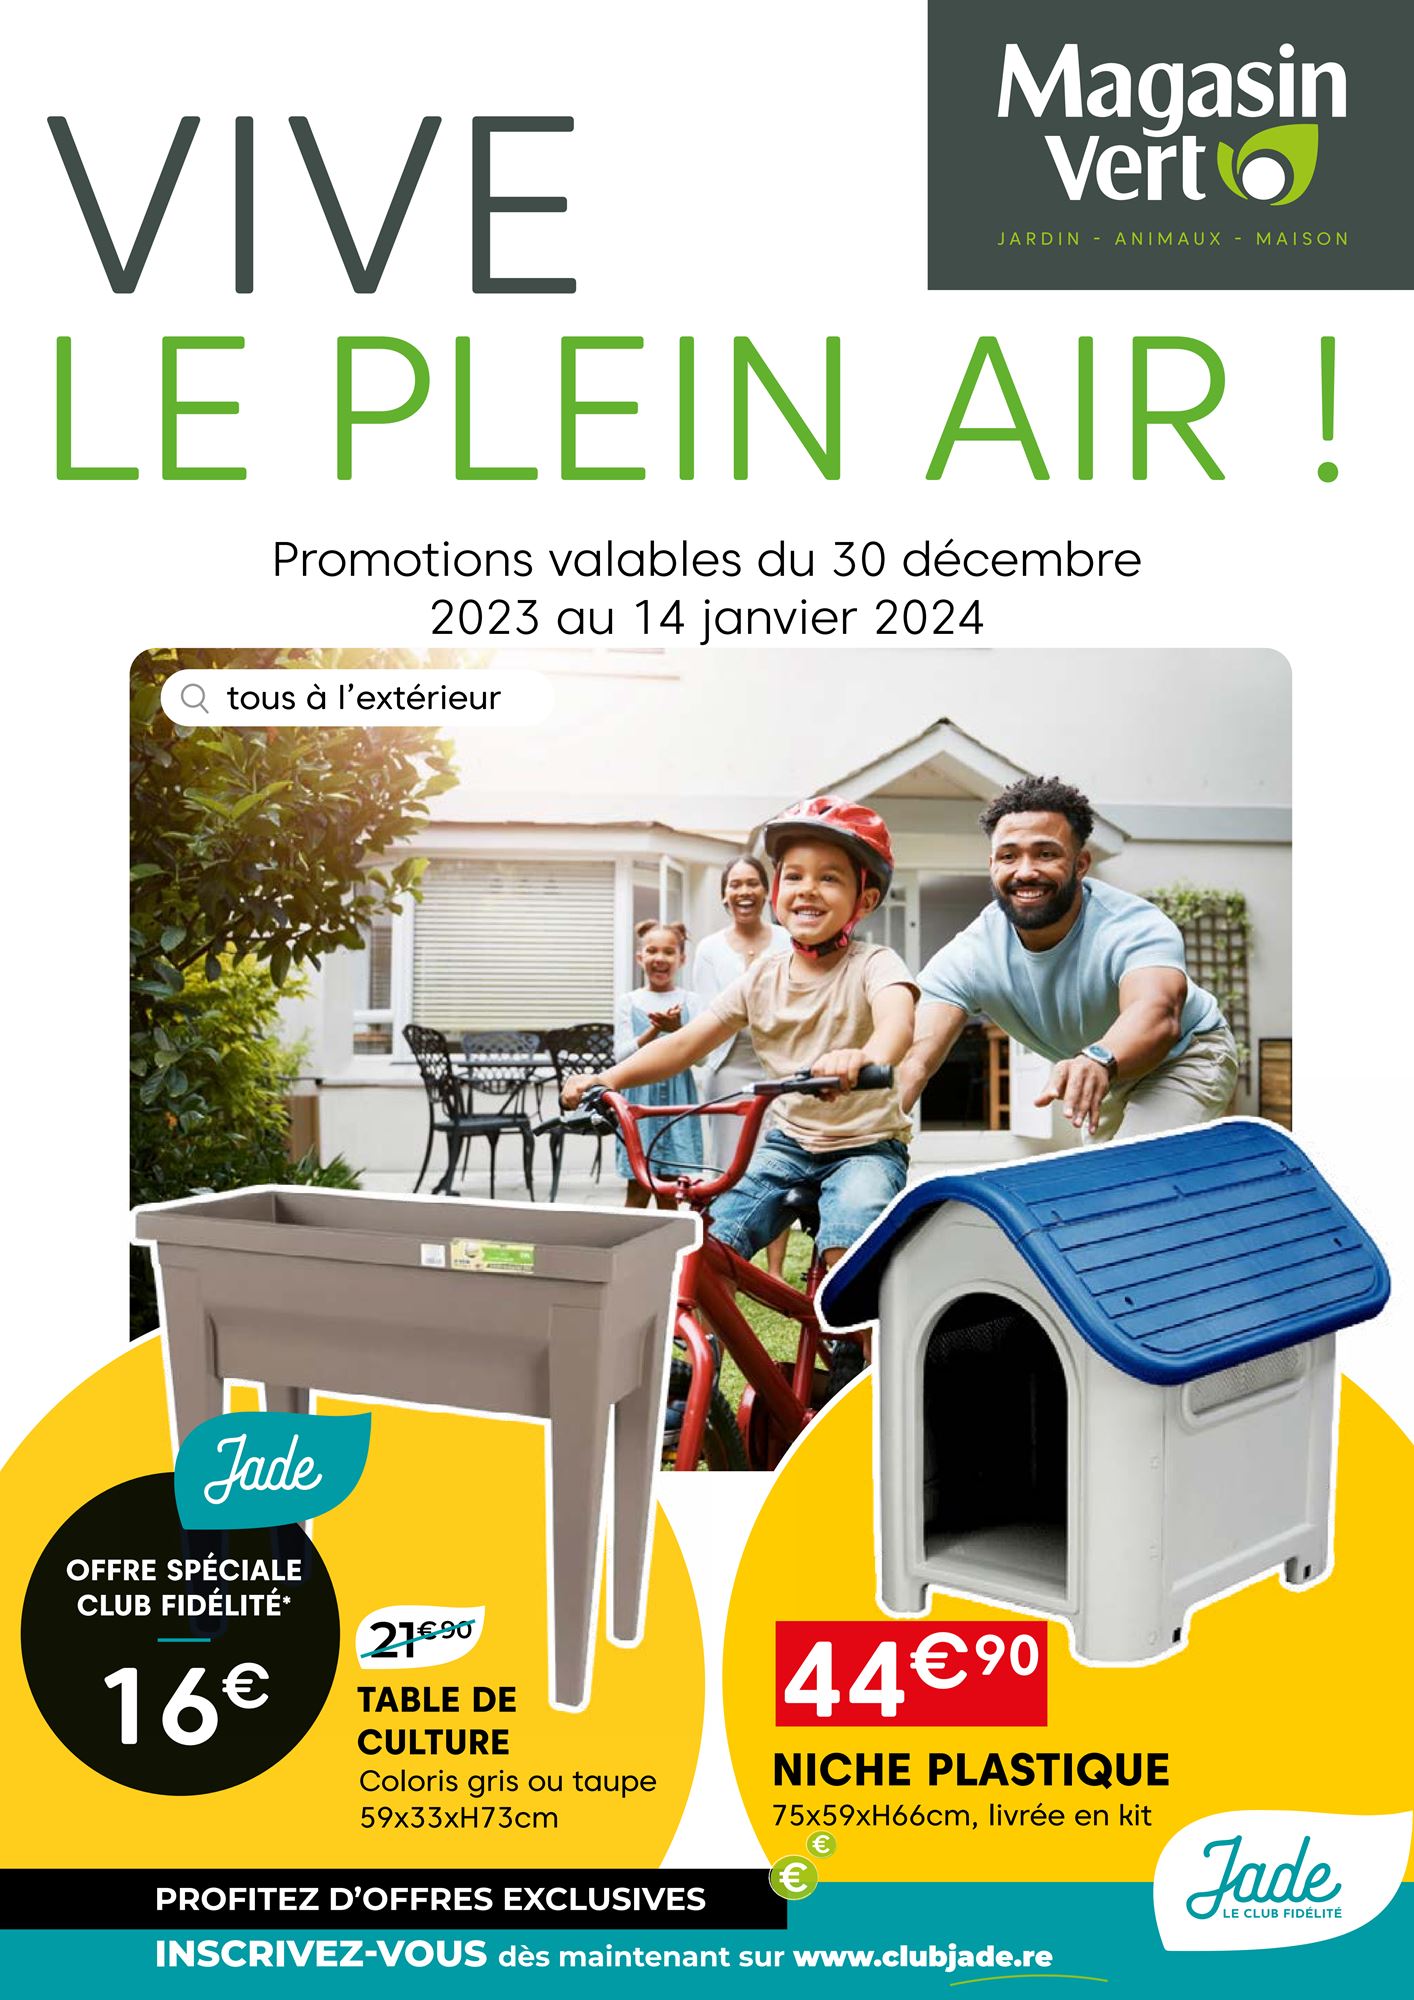 Magasin
Vert
JARDIN - ANIMAUX - MAISON
VIVE
LE PLEIN AIR !
Promotions valables du 30 décembre
2023 au 14 janvier 2024
tous à l'extérieur
Jade
OFFRE SPÉCIALE
CLUB FIDÉLITÉ*
16€
21€90
TABLE DE
CULTURE
Coloris gris ou taupe
59x33xH73cm
44€90
NICHE PLASTIQUE
75x59xH66cm, livrée en kit
€
€
Jade
LE CLUB FIDÉLITÉ
PROFITEZ D'OFFRES EXCLUSIVES
INSCRIVEZ-VOUS dès maintenant sur www.clubjade.re